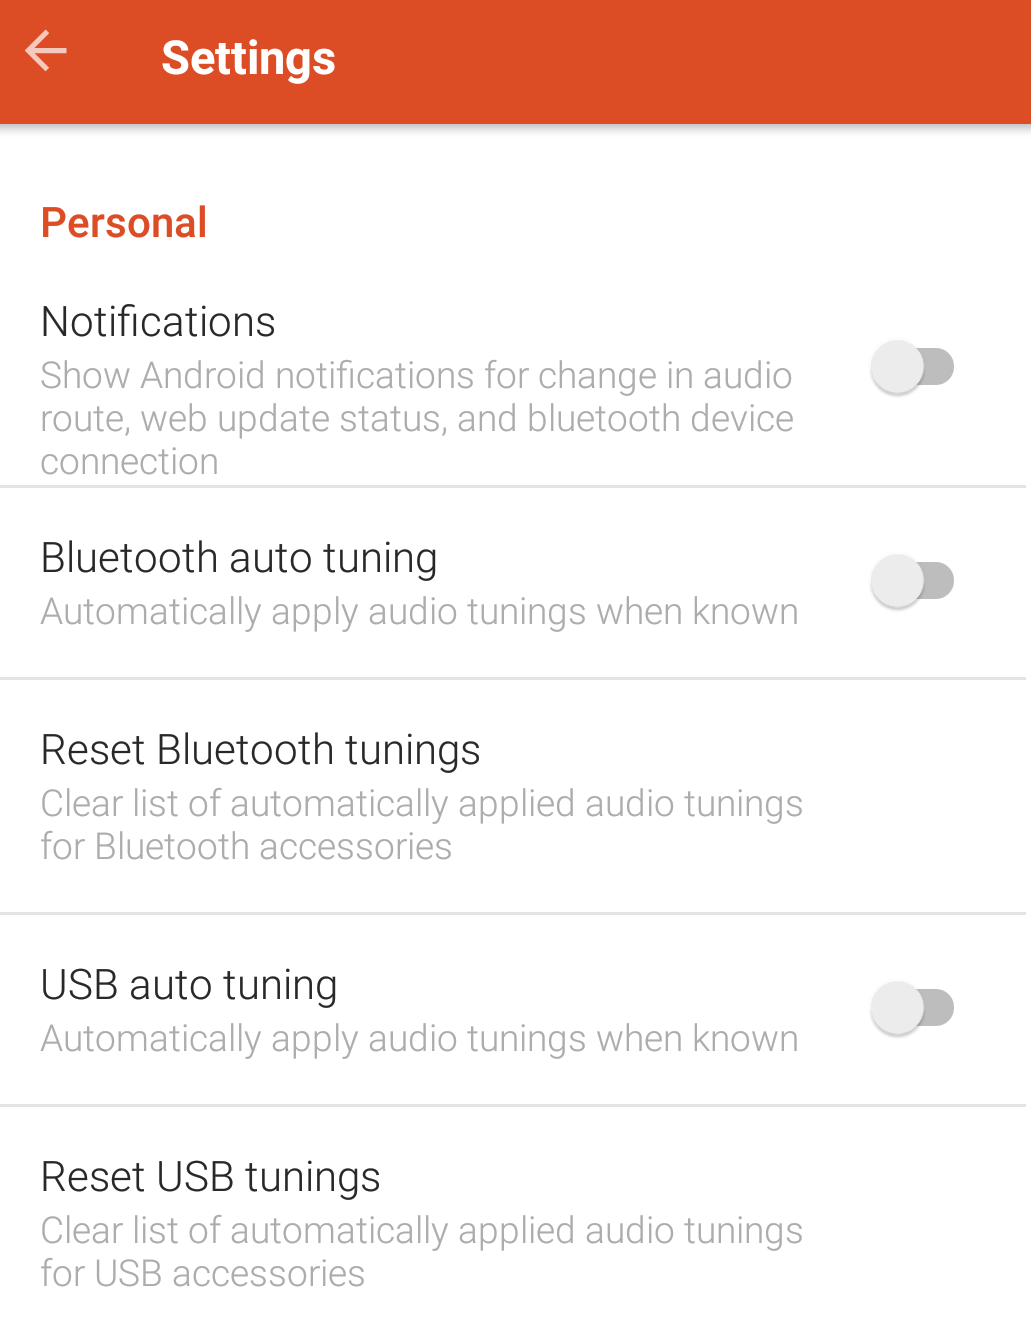 Settings
Personal
Notifications
Show Android notifications for change in audio
route, web update status, and bluetooth device
connection
Bluetooth auto tuning
Automatically apply audio tunings when known
Reset Bluetooth tunings
Clear list of automatically applied audio tunings
for Bluetooth accessories
USB auto tuning
Automatically apply audio tunings when known
Reset USB tunings
Clear list of automatically applied audio tunings
for USB accessories